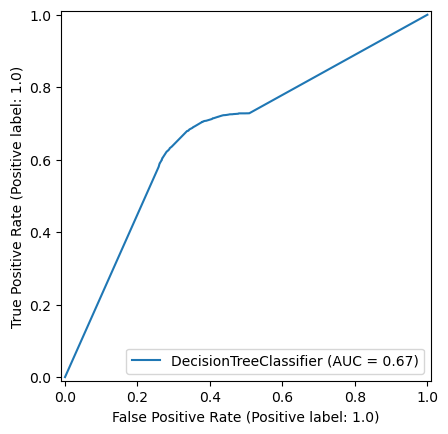 1.0
0.8
0.6
0.4
0.2
0.0
True Positive Rate (Positive label: 1.0)
DecisionTreeClassifier (AUC = 0.67)
0.0 0.2 0.4 0.6 0.8 1.0
False Positive Rate (Positive label: 1.0)